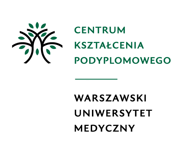 CENTRUM
KSZTAŁCENIA
PODYPLOMOWEGO
WARSZAWSKI
UNIWERSYTET
MEDYCZNY